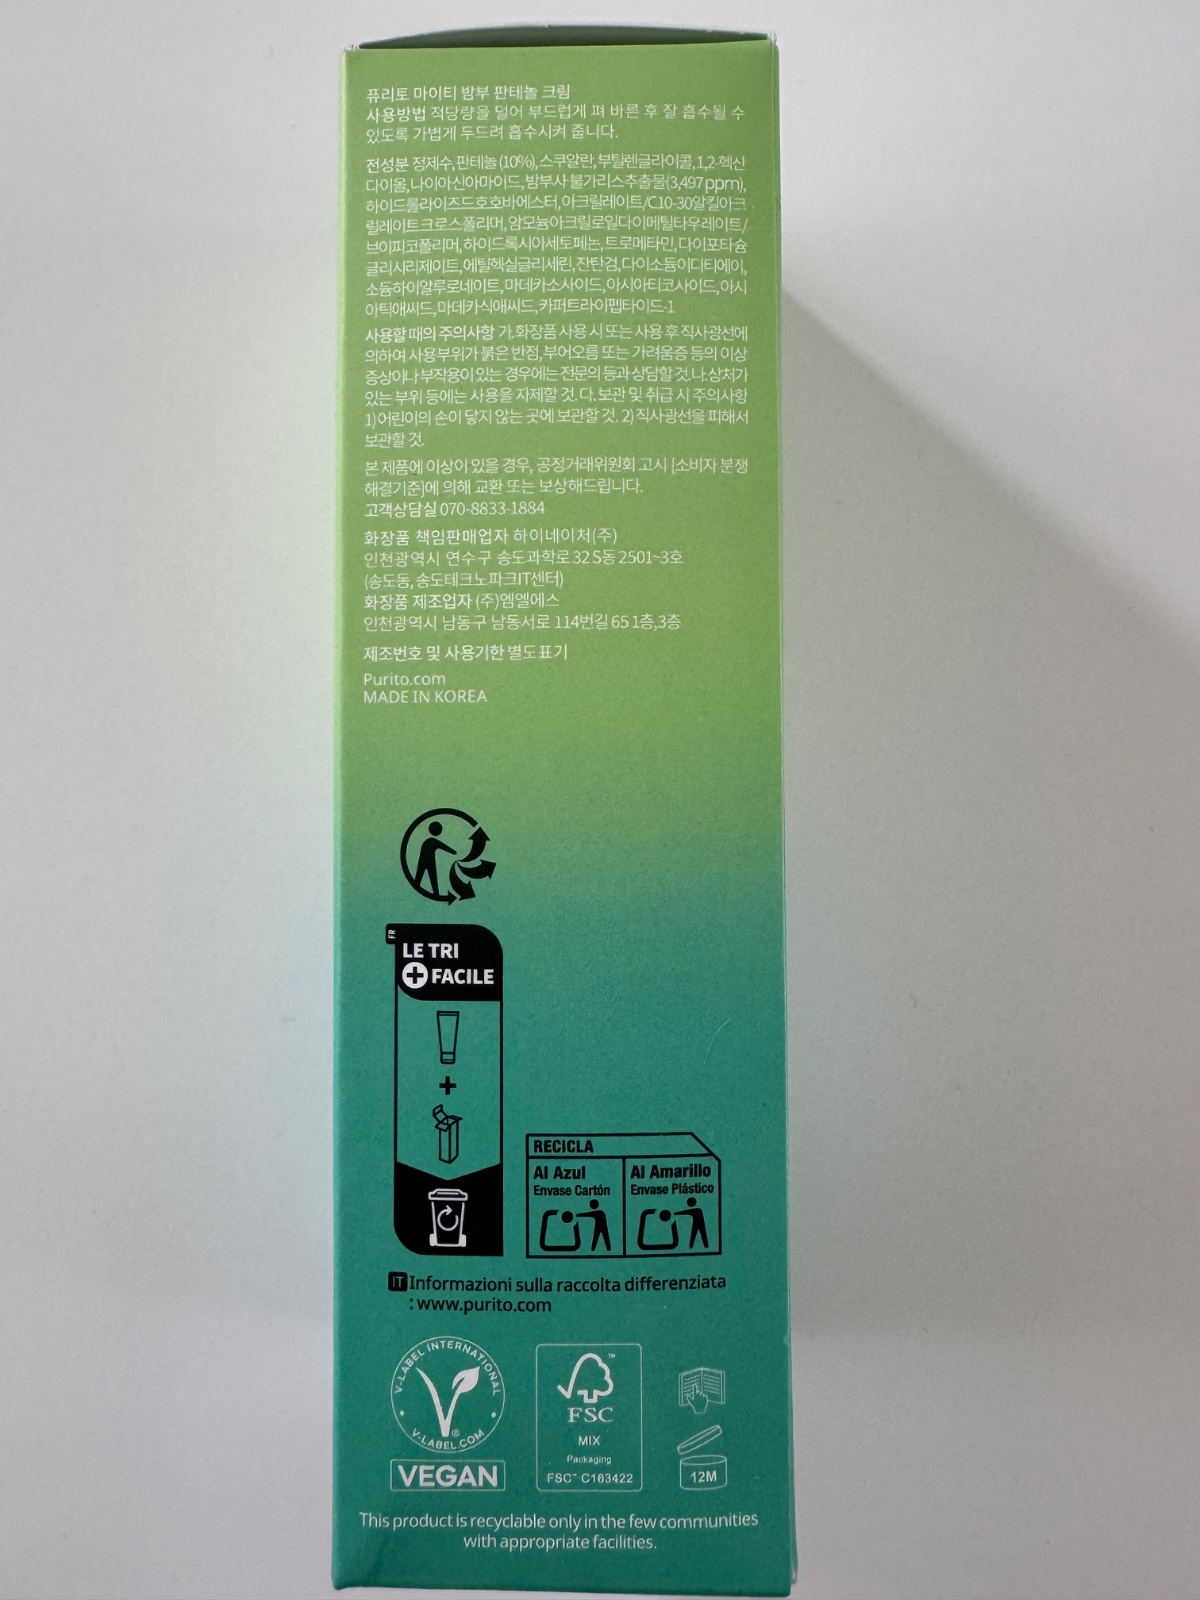 퓨리토 마이티 밤부 판테놀 크림
사용방법 적당량을 덜어 부드럽게 펴 바른 후 잘 흡수될 수
있도록 가볍게 두드려 흡수시켜 줍니다.
전성분 정제수, 판테놀(10%), 스쿠알란, 부틸렌글라이콜, 1,2-헥산
다이올, 나이아신아마이드, 밤부사 불가리스추출물(3,497 ppm),
하이드롤라이즈드호호바에스터, 아크릴레이트/C10-30알킬아크
릴레이트크로스폴리머, 암모늄아크릴로일다이메틸타우레이트/
브이피코폴리머, 하이드록시아세토페논, 트로메타민, 다이포타슘
글리시리제이트, 에틸헥실글리세린, 잔탄검, 다이소듐이디티에이,
소듐하이알루로네이트, 마데카소사이드, 아시아티코사이드, 아시
아틱애씨드, 마데카식애씨드, 카퍼트라이펩타이드-1
사용할 때의 주의사항 가.화장품 사용 시 또는 사용 후 직사광선에
의하여 사용부위가 붉은 반점, 부어오름 또는 가려움증 등의 이상
증상이나 부작용이 있는 경우에는 전문의 등과 상담할 것. 나.상처가
있는 부위 등에는 사용을 자제할 것. 다. 보관 및 취급 시 주의사항
1) 어린이의 손이 닿지 않는 곳에 보관할 것. 2) 직사광선을 피해서
보관할 것.
본 제품에 이상이 있을 경우, 공정거래위원회 고시 [소비자 분쟁
해결기준]에 의해 교환 또는 보상해드립니다.
고객상담실 070-8833-1884
화장품 책임판매업자 하이네이처(주)
인천광역시 연수구 송도과학로 32 S동 2501~3호
(송도동, 송도테크노파크IT센터)
화장품 제조업자 (주)엠엘에스
인천광역시 남동구 남동서로 114번길 65 1층,3층
제조번호 및 사용기한 별도표기
Purito.com
MADE IN KOREA
FR
LE TRI
+ FACILE
+
RECICLA
Al Azul
Envase Cartón
Al Amarillo
Envase Plástico
IT Informazioni sulla raccolta differenziata
: www.purito.com
V-LABEL INTERNATIONAL
® V-LABEL.COM
VEGAN
™
FSC
MIX
Packaging
FSC™ C163422
12M
This product is recyclable only in the few communities
with appropriate facilities.